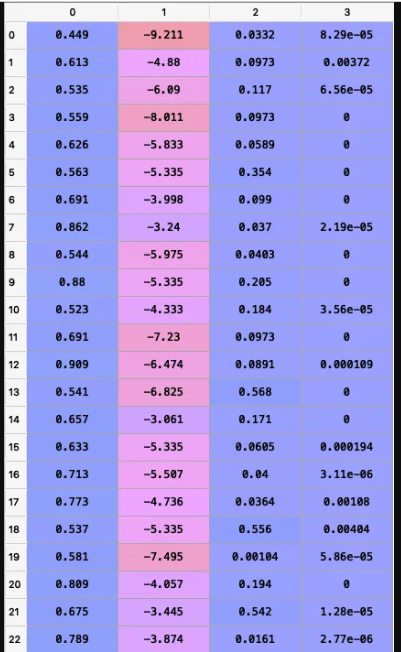 0 1 2 3
0 0.449 -9.211 0.0332 8.29e-05
1 0.613 -4.88 0.0973 0.00372
2 0.535 -6.09 0.117 6.56e-05
3 0.559 -8.011 0.0973 0
4 0.626 -5.833 0.0589 0
5 0.563 -5.335 0.354 0
6 0.691 -3.998 0.099 0
7 0.862 -3.24 0.037 2.19e-05
8 0.544 -5.975 0.0403 0
9 0.88 -5.335 0.205 0
10 0.523 -4.333 0.184 3.56e-05
11 0.691 -7.23 0.0973 0
12 0.909 -6.474 0.0891 0.000109
13 0.541 -6.825 0.568 0
14 0.657 -3.061 0.171 0
15 0.633 -5.335 0.0605 0.000194
16 0.713 -5.507 0.04 3.11e-06
17 0.773 -4.736 0.0364 0.00108
18 0.537 -5.335 0.556 0.00404
19 0.581 -7.495 0.00104 5.86e-05
20 0.809 -4.057 0.194 0
21 0.675 -3.445 0.542 1.28e-05
22 0.789 -3.874 0.0161 2.77e-06